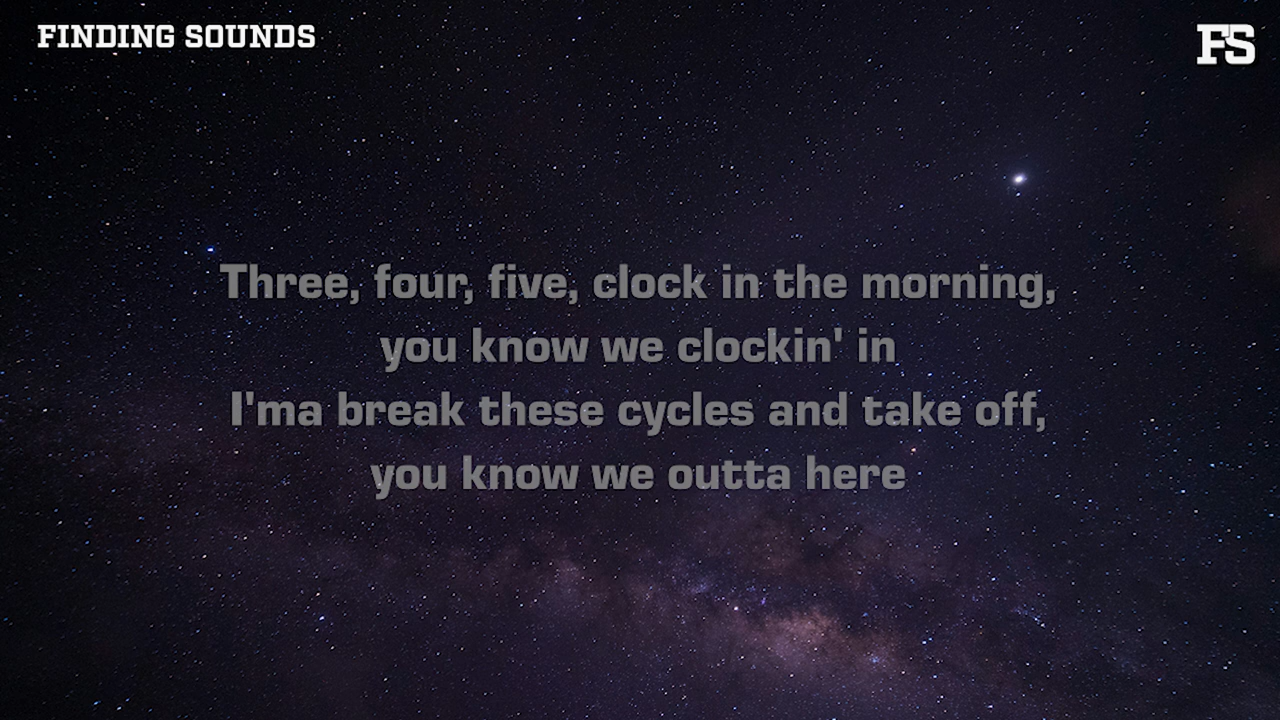 FINDING SOUNDS
FS
Three, four, five, clock in the morning,
you know we clockin' in
I'ma break these cycles and take off,
you know we outta here